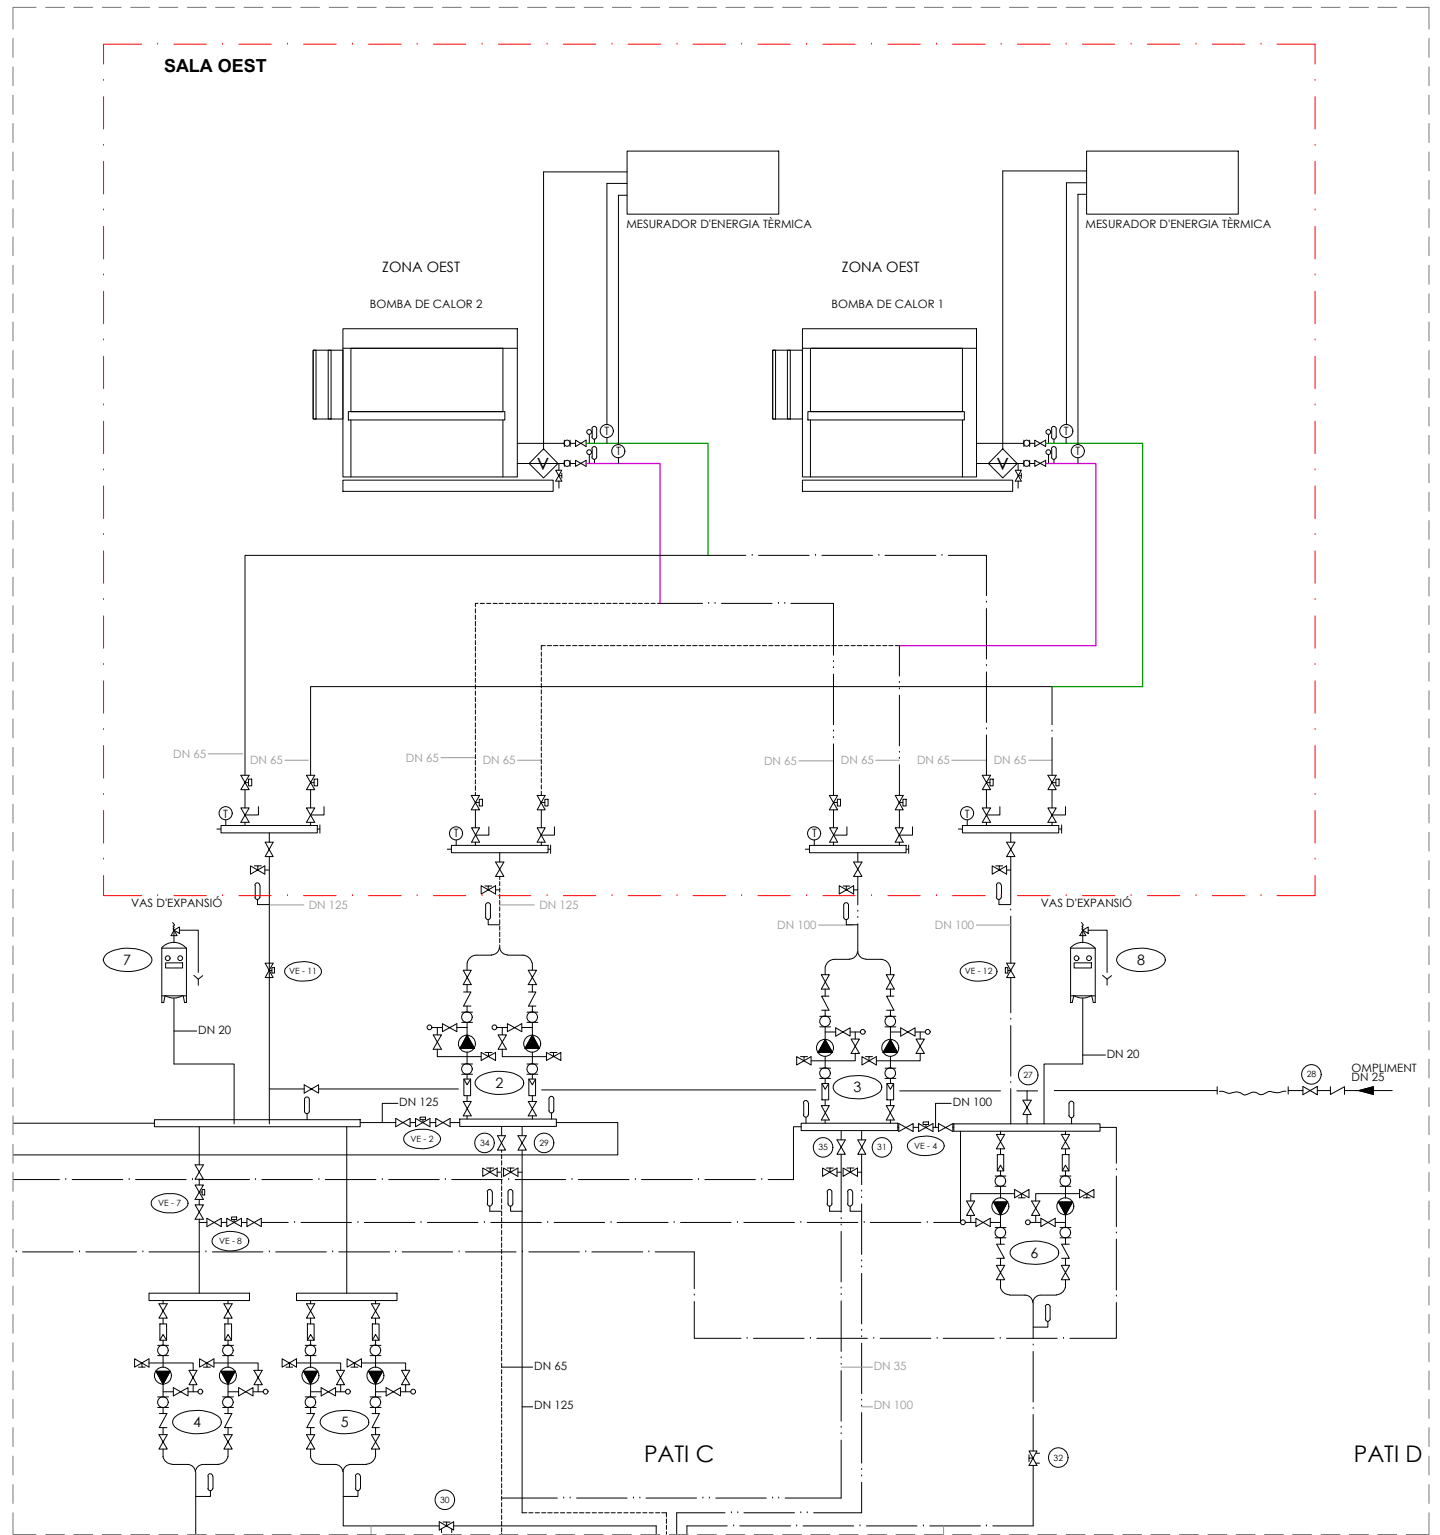 SALA OEST
MESURADOR D'ENERGIA TÈRMICA
MESURADOR D'ENERGIA TÈRMICA
ZONA OEST
ZONA OEST
BOMBA DE CALOR 2
BOMBA DE CALOR 1
T
T
T
T
V
V
DN 65
DN 65
DN 65
DN 65
DN 65
DN 65
DN 65
DN 65
T
T
T
T
VAS D'EXPANSIÓ
DN 125
DN 125
DN 100
DN 100
VAS D'EXPANSIÓ
7
VE - 11
VE - 12
8
DN 20
DN 20
2
3
27
28
OMPLIMENT
DN 25
DN 125
DN 100
VE - 2
34
29
35
31
VE - 4
VE - 7
VE - 8
6
DN 65
DN 35
DN 125
DN 100
4
5
PATI C
PATI D
32
30